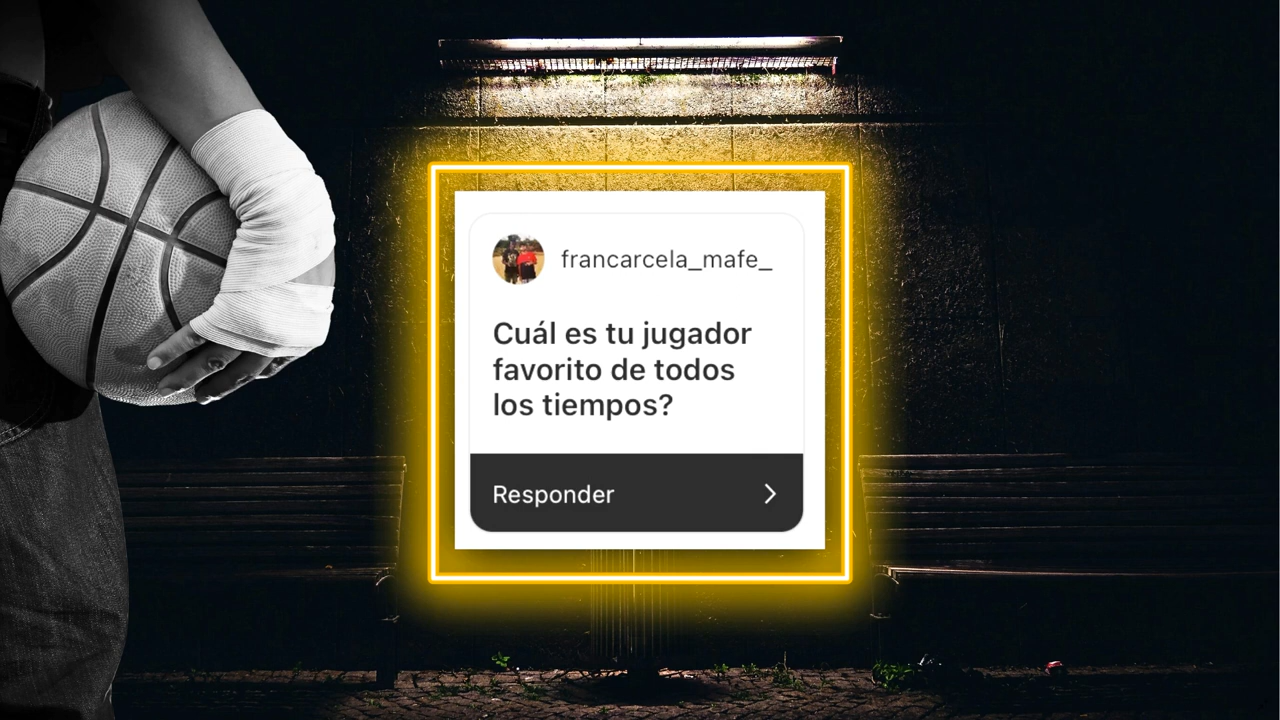 francarcela_mafe_
Cuál es tu jugador
favorito de todos
los tiempos?
Responder